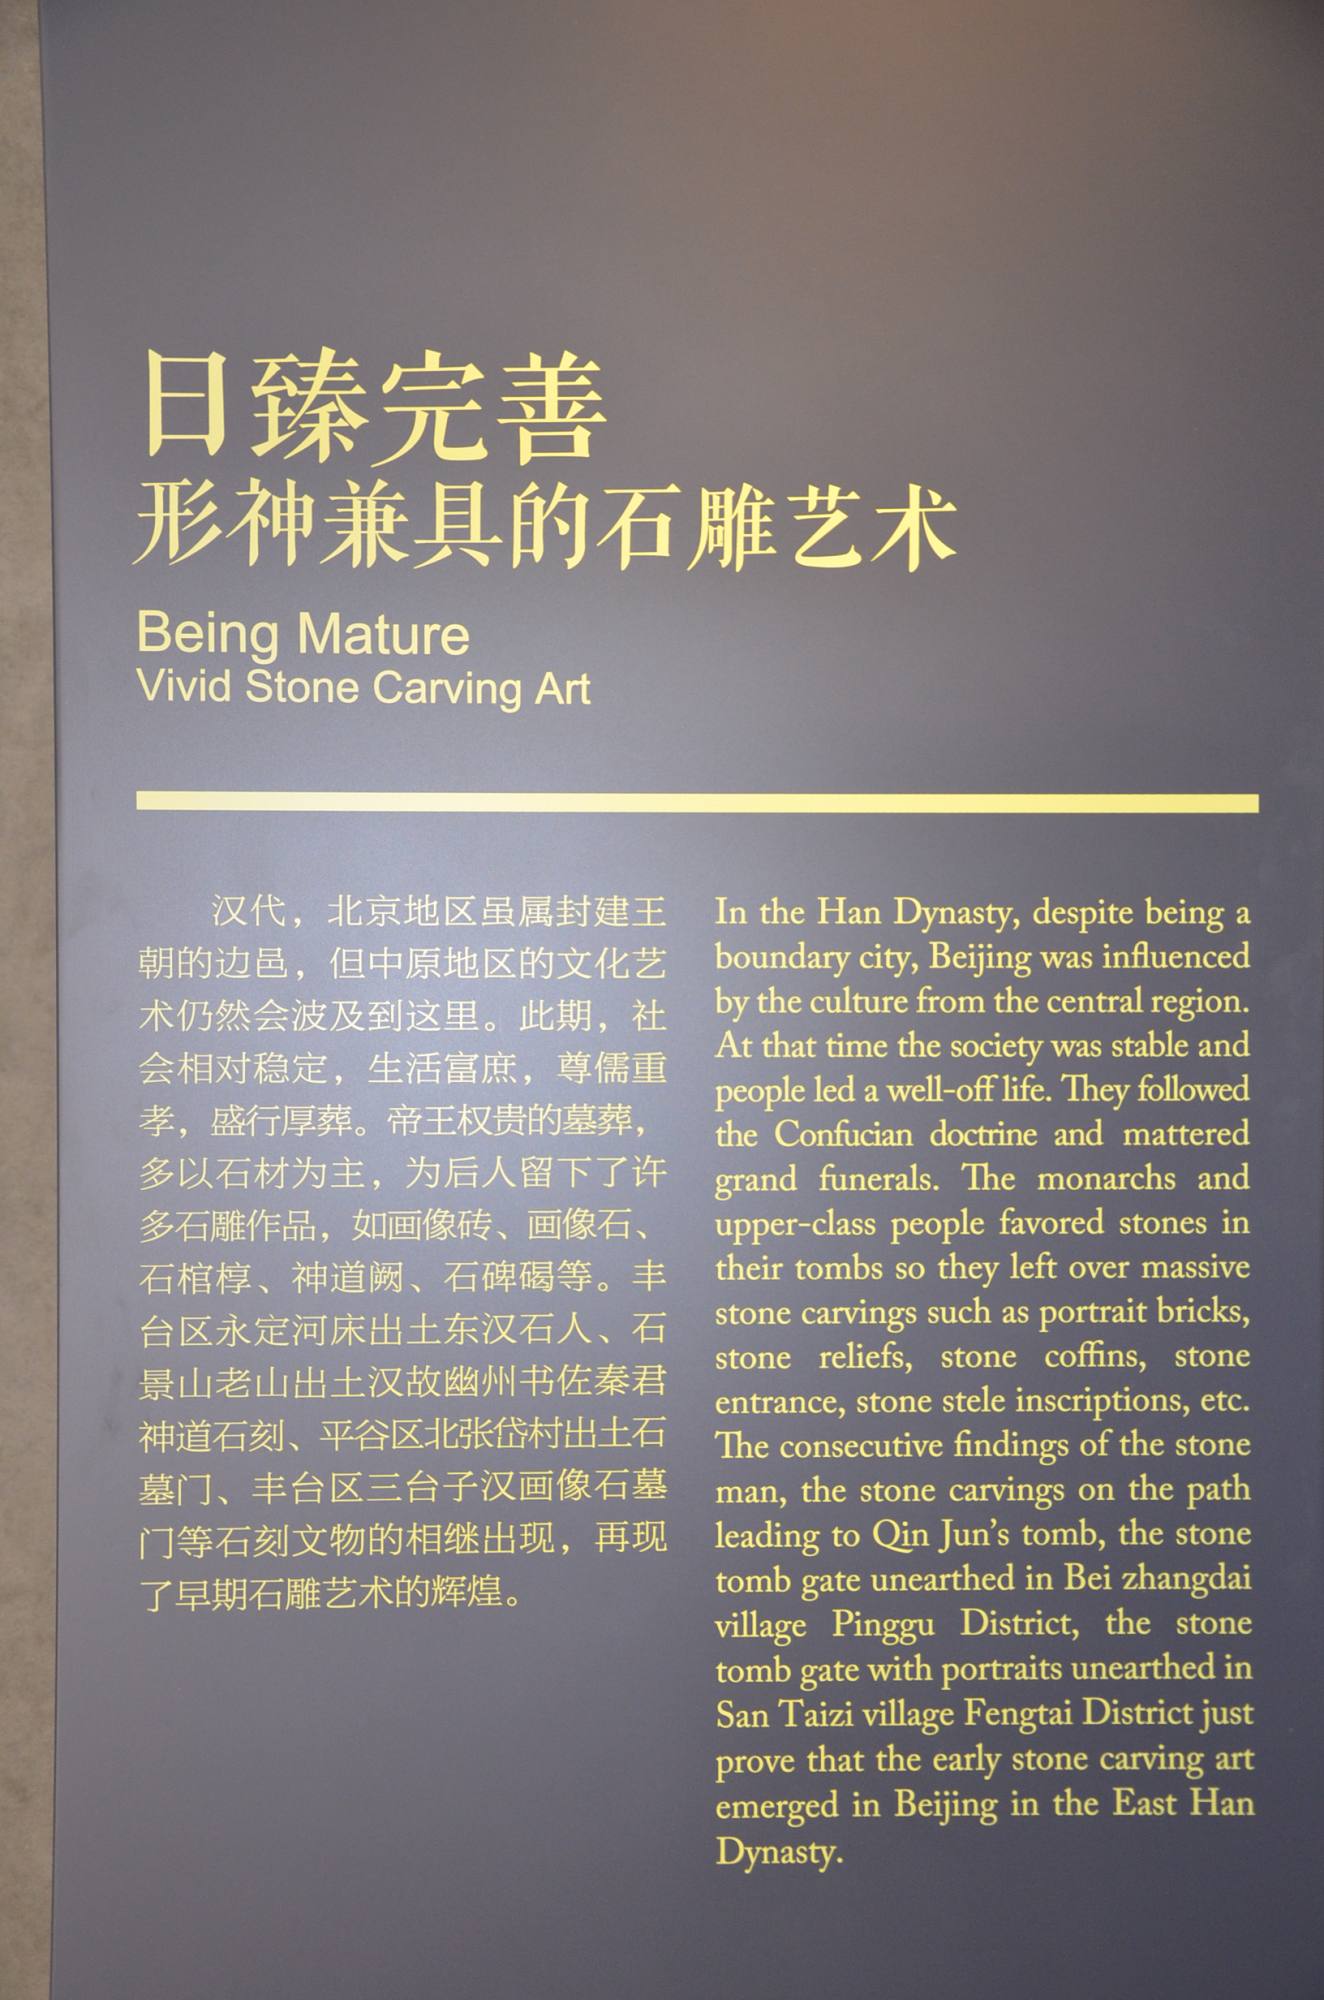 日臻完善
形神兼具的石雕艺术
Being Mature
Vivid Stone Carving Art
汉代，北京地区虽属封建王
朝的边邑，但中原地区的文化艺
术仍然会波及到这里。此期，社
会相对稳定，生活富庶，尊儒重
孝，盛行厚葬。帝王权贵的墓葬，
多以石材为主，为后人留下了许
多石雕作品，如画像砖、画像石、
石棺椁、神道阙、石碑碣等。丰
台区永定河床出土东汉石人、石
景山老山出土汉故幽州书佐秦君
神道石刻、平谷区北张岱村出土石
墓门、丰台区三台子汉画像石墓
门等石刻文物的相继出现，再现
了早期石雕艺术的辉煌。
In the Han Dynasty, despite being a
boundary city, Beijing was influenced
by the culture from the central region.
At that time the society was stable and
people led a well-off life. They followed
the Confucian doctrine and mattered
grand funerals. The monarchs and
upper-class people favored stones in
their tombs so they left over massive
stone carvings such as portrait bricks,
stone reliefs, stone coffins, stone
entrance, stone stele inscriptions, etc.
The consecutive findings of the stone
man, the stone carvings on the path
leading to Qin Jun's tomb, the stone
tomb gate unearthed in Bei zhangdai
village Pinggu District, the stone
tomb gate with portraits unearthed in
San Taizi village Fengtai District just
prove that the early stone carving art
emerged in Beijing in the East Han
Dynasty.